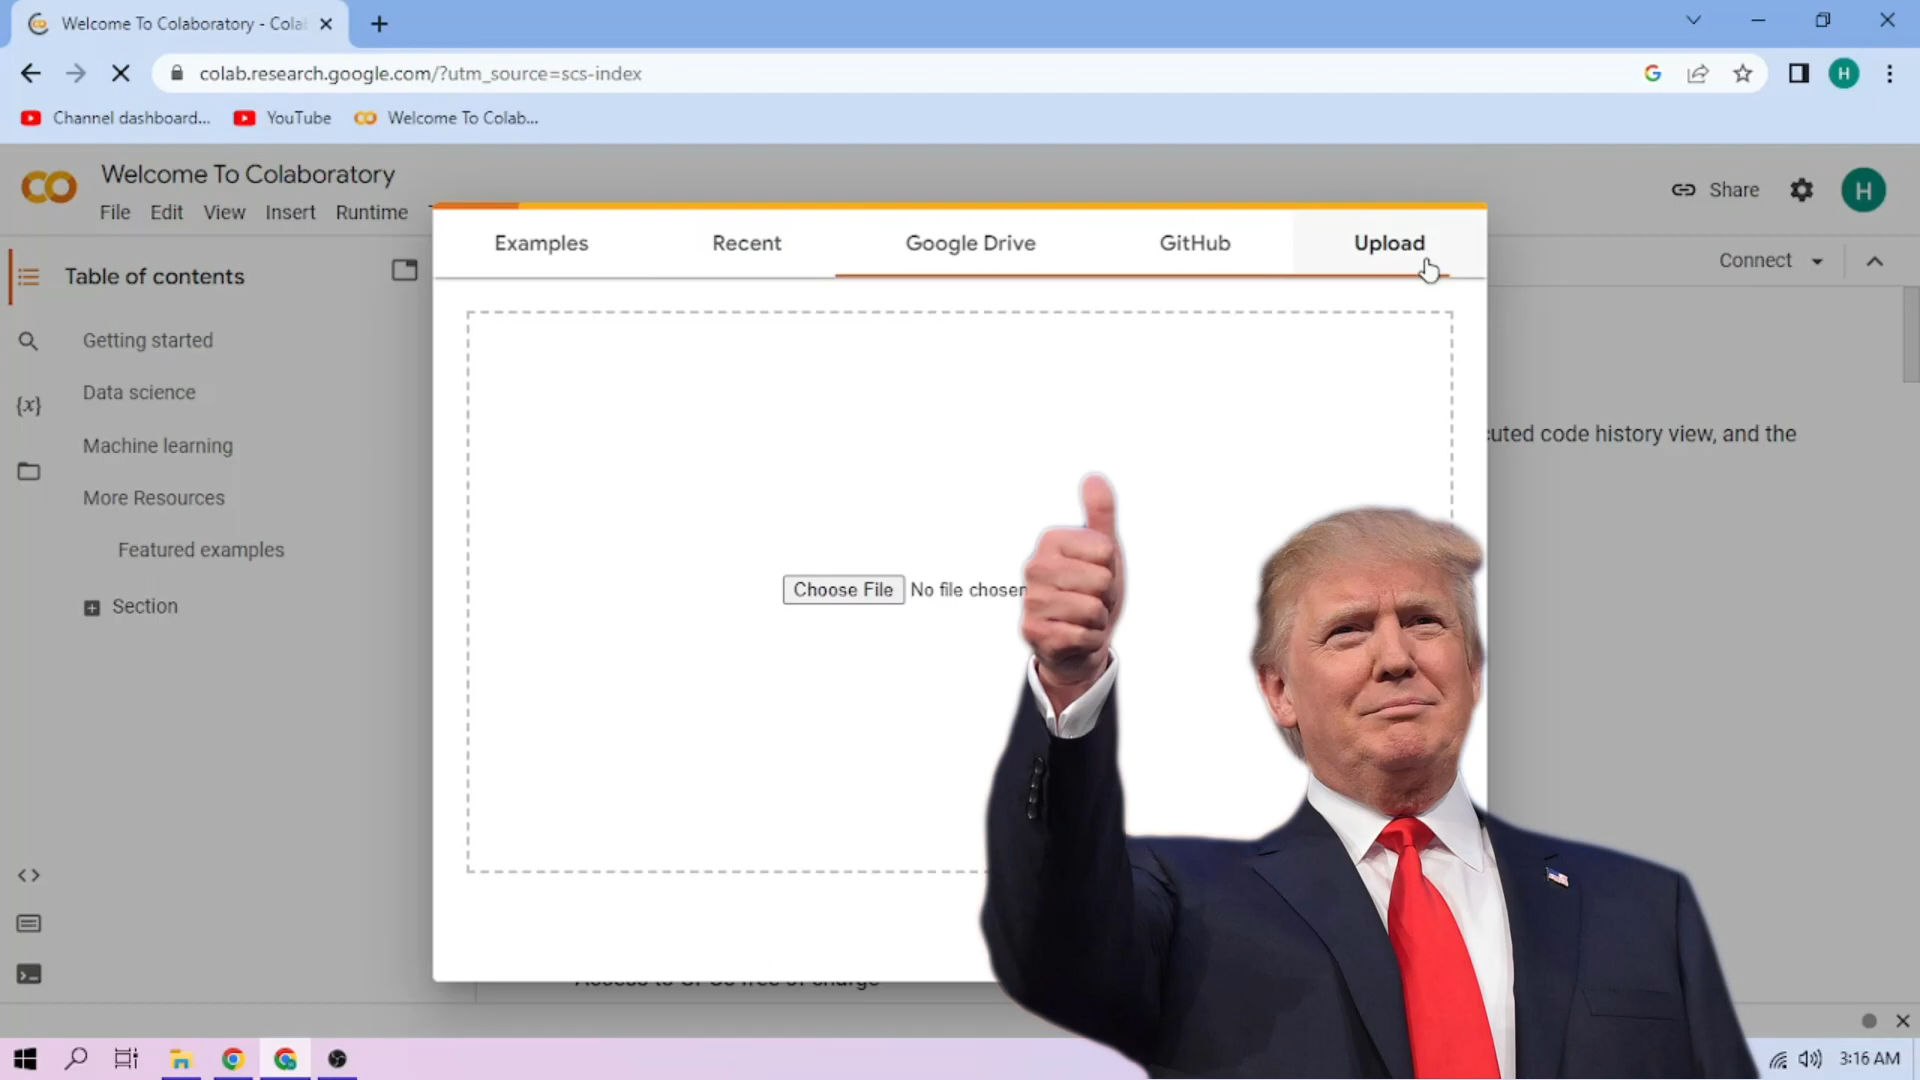 Welcome To Colaboratory - Cola
colab.research.google.com/?utm_source=scs-index
H
Channel dashboard...
YouTube
Welcome To Colab...
Welcome To Colaboratory
Share
H
File Edit View Insert Runtime
Examples
Recent
Google Drive
GitHub
Upload
Connect
Table of contents
Getting started
Data science
{x}
Machine learning
cuted code history view, and the
More Resources
Featured examples
Section
Choose File No file chosen
3:16 AM